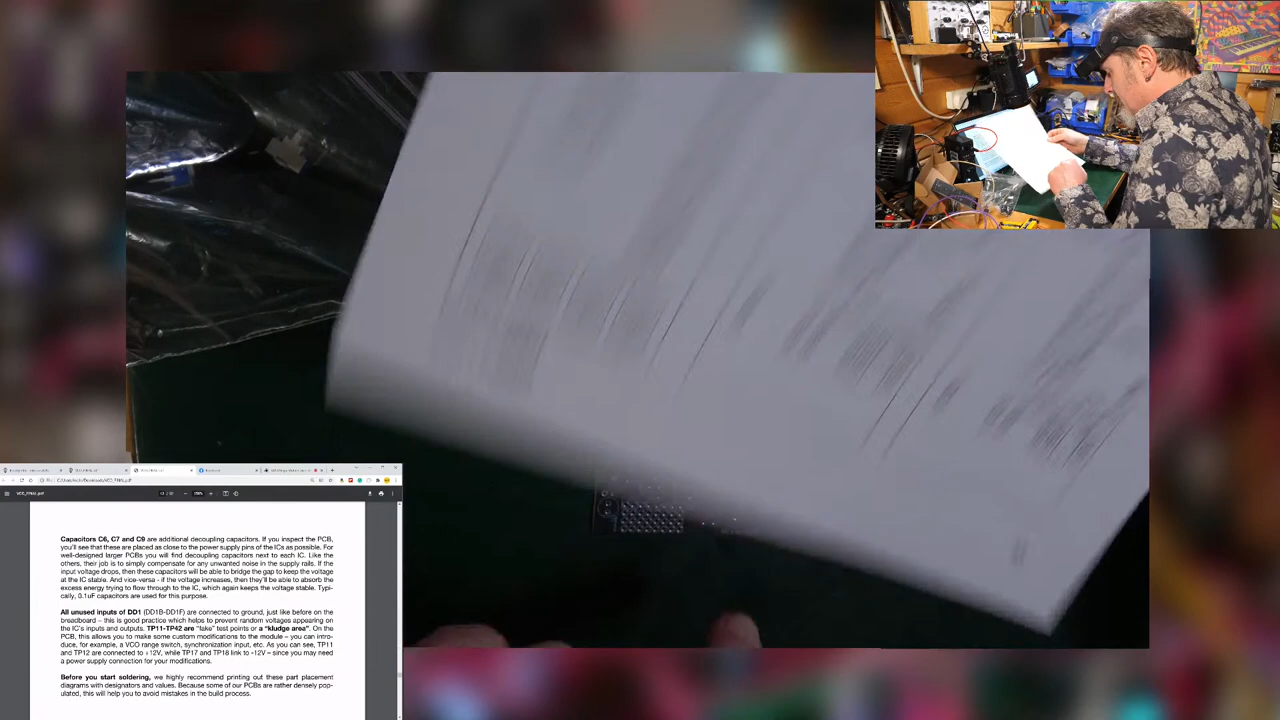 VCO_FINAL.pdf
Capacitors C6, C7 and C9 are additional decoupling capacitors. If you inspect the PCB,
you'll see that these are placed as close to the power supply pins of the ICs as possible. For
well-designed larger PCBs you will find decoupling capacitors next to each IC. Like the
others, their job is to simply compensate for any unwanted noise in the supply rails. If the
input voltage drops, then these capacitors will be able to bridge the gap to keep the voltage
at the IC stable. And vice-versa - if the voltage increases, then they'll be able to absorb the
excess energy trying to flow through to the IC, which again keeps the voltage stable. Typi-
cally, 0.1uF capacitors are used for this purpose.
All unused inputs of DD1 (DD1B-DD1F) are connected to ground, just like before on the
breadboard – this is good practice which helps to prevent random voltages appearing on
the IC's inputs and outputs. TP11-TP42 are "fake" test points or a "kludge area". On the
PCB, this allows you to make some custom modifications to the module – you can intro-
duce, for example, a VCO range switch, synchronization input, etc. As you can see, TP11
and TP12 are connected to +12V, while TP17 and TP18 link to -12V – since you may need
a power supply connection for your modifications.
Before you start soldering, we highly recommend printing out these part placement
diagrams with designators and values. Because some of our PCBs are rather densely pop-
ulated, this will help you to avoid mistakes in the build process.